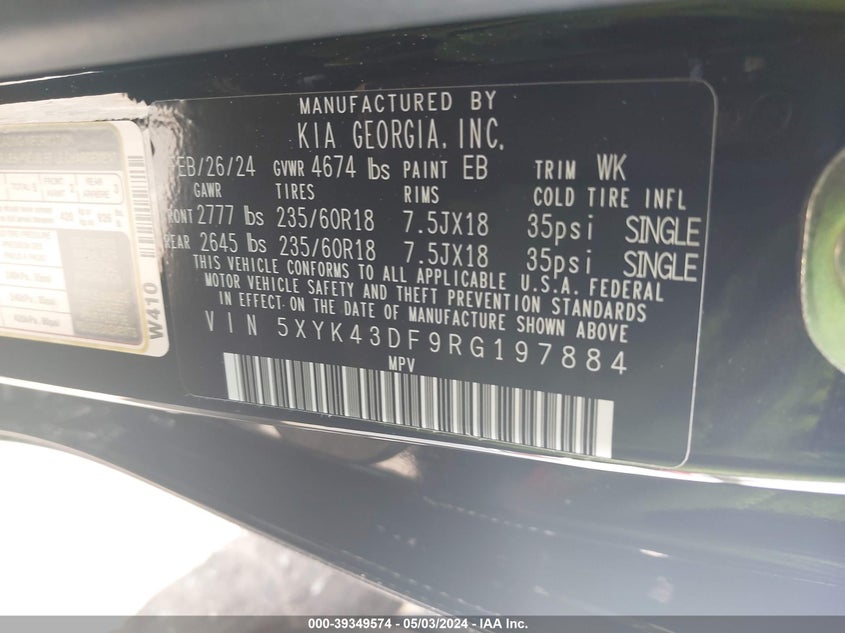 MANUFACTURED BY
KIA GEORGIA, INC.
FEB/26/24 GVWR 4674 lbs PAINT EB TRIM WK
GAWR TIRES RIMS COLD TIRE INFL
FRONT 2777 lbs 235/60R18 7.5JX18 35psi SINGLE
REAR 2645 lbs 235/60R18 7.5JX18 35psi SINGLE
THIS VEHICLE CONFORMS TO ALL APPLICABLE U.S.A. FEDERAL
MOTOR VEHICLE SAFETY AND THEFT PREVENTION STANDARDS
IN EFFECT ON THE DATE OF MANUFACTURE SHOWN ABOVE
VIN 5XYK43DF9RG197884
MPV
W410
000-39349574 — 05/03/2024 — IAA Inc.